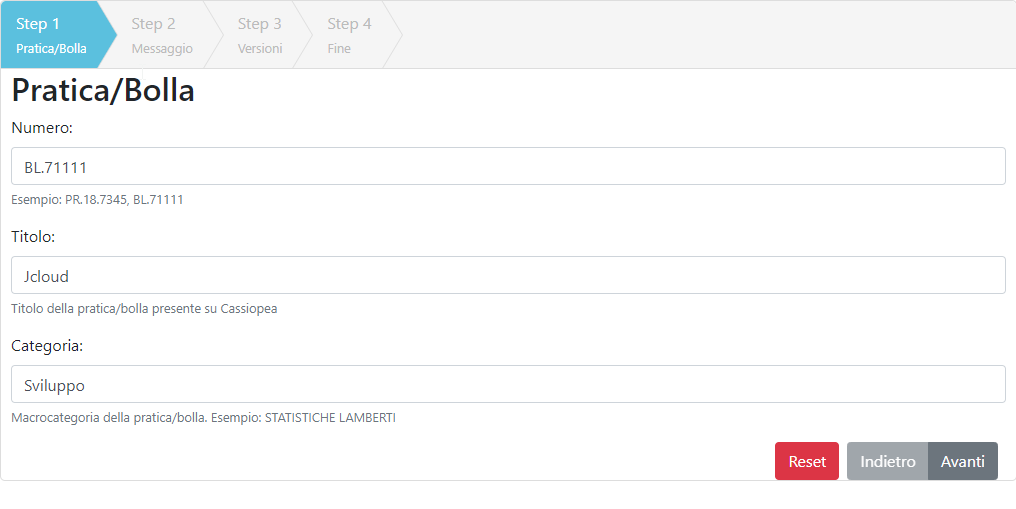 Step 1 Step 2 Step 3 Step 4
Pratica/Bolla Messaggio Versioni Fine
Pratica/Bolla
Numero:
BL.71111
Esempio: PR.18.7345, BL.71111
Titolo:
Jcloud
Titolo della pratica/bolla presente su Cassiopea
Categoria:
Sviluppo
Macrocategoria della pratica/bolla. Esempio: STATISTICHE LAMBERTI
Reset Indietro Avanti